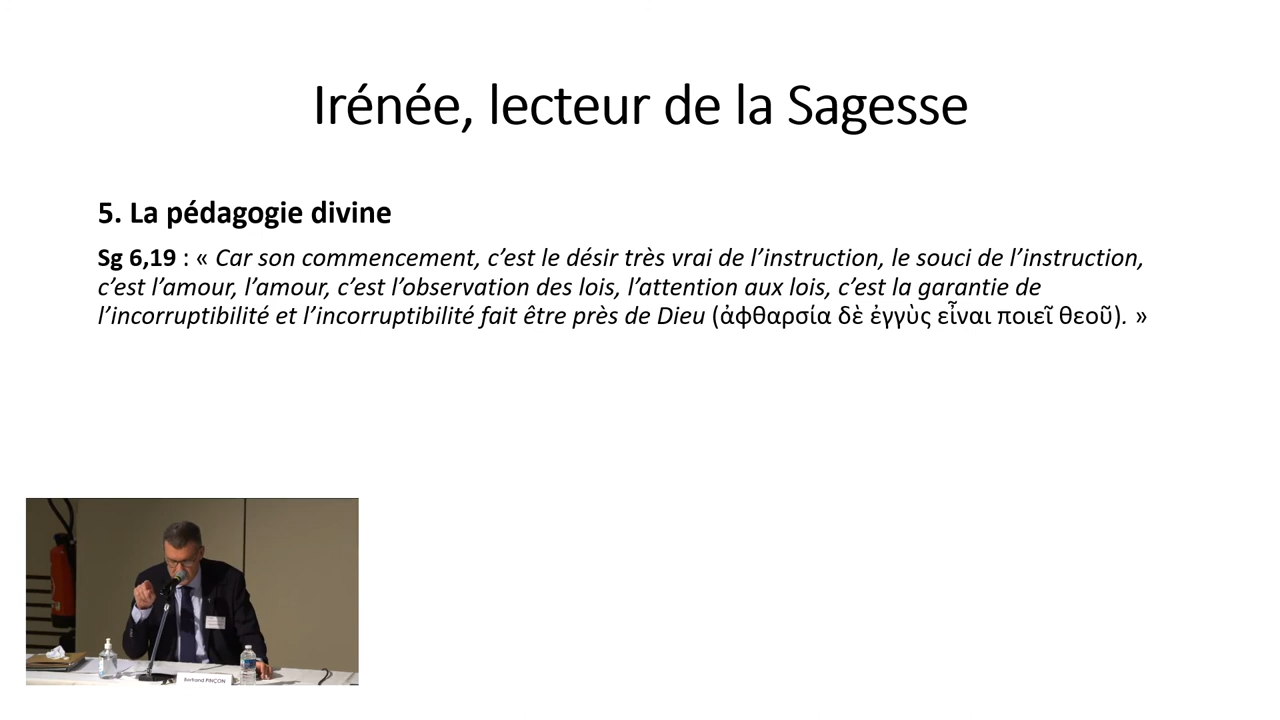 Irénée, lecteur de la Sagesse
5. La pédagogie divine
Sg 6,19 : « Car son commencement, c’est le désir très vrai de l’instruction, le souci de l’instruction,
c’est l’amour, l’amour, c’est l’observation des lois, l’attention aux lois, c’est la garantie de
l’incorruptibilité et l’incorruptibilité fait être près de Dieu (ἀφθαρσία δὲ ἐγγὺς εἶναι ποιεῖ θεοῦ). »
Bertrand PINÇON